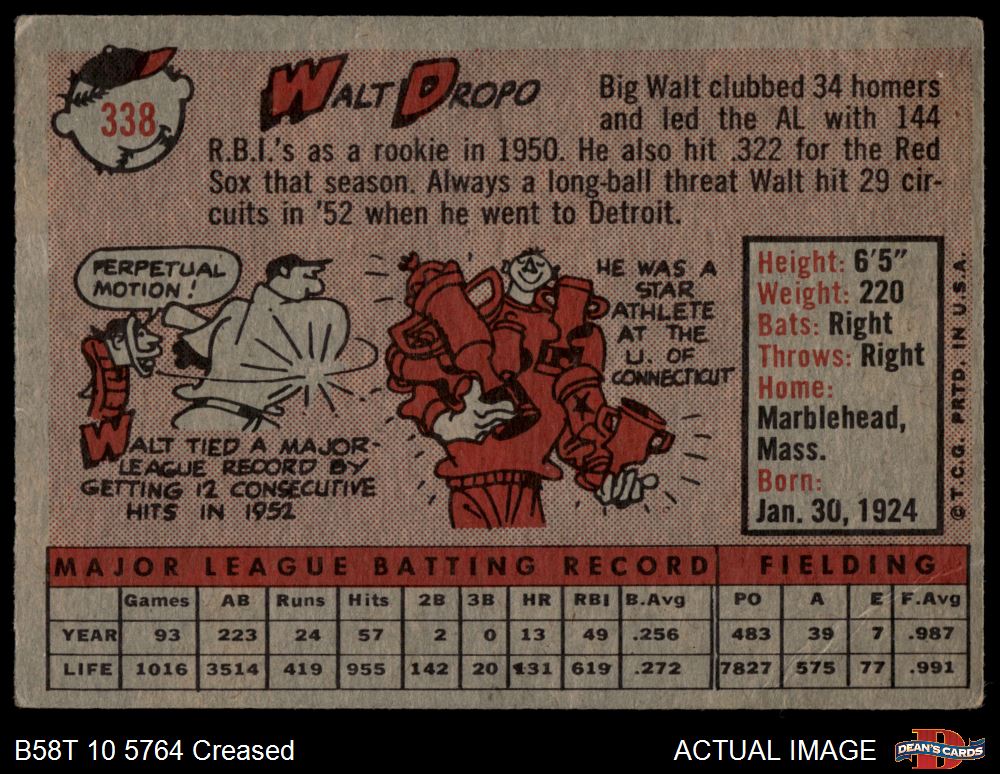 338
WALT DROPO
Big Walt clubbed 34 homers
and led the AL with 144
R.B.I.'s as a rookie in 1950. He also hit .322 for the Red
Sox that season. Always a long-ball threat Walt hit 29 cir-
cuits in '52 when he went to Detroit.
PERPETUAL
MOTION!
WALT TIED A MAJOR-
LEAGUE RECORD BY
GETTING 12 CONSECUTIVE
HITS IN 1952
HE WAS A
STAR
ATHLETE
AT THE
U. OF
CONNECTICUT
Height: 6'5"
Weight: 220
Bats: Right
Throws: Right
Home:
Marblehead,
Mass.
Born:
Jan. 30, 1924
© T.C.G. PRTD. IN U.S.A.
MAJOR LEAGUE BATTING RECORD FIELDING
Games AB Runs Hits 2B 3B HR RBI B.Avg PO A E F.Avg
YEAR 93 223 24 57 2 0 13 49 .256 483 39 7 .987
LIFE 1016 3514 419 955 142 20 131 619 .272 7827 575 77 .991
B58T 10 5764 Creased
ACTUAL IMAGE
D
DEAN'S CARDS